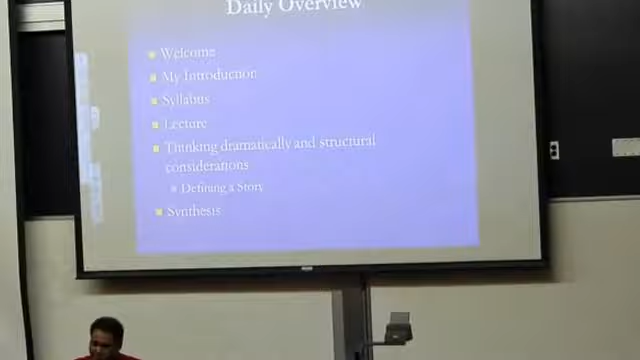 Daily Overview
Welcome
My Introduction
Syllabus
Lecture
Thinking dramatically and structural
considerations
Defining a Story
Synthesis